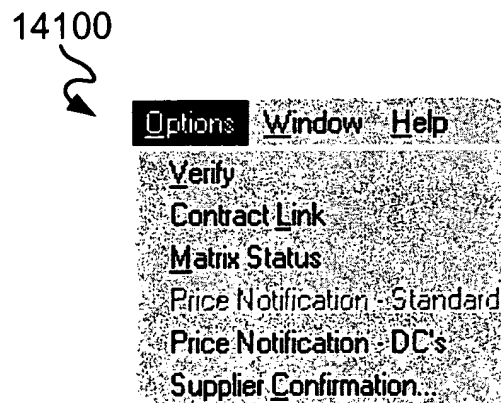 14100
Options Window Help
Verify
Contract Link
Matrix Status
Price Notification - Standard
Price Notification - DC's
Supplier Confirmation...